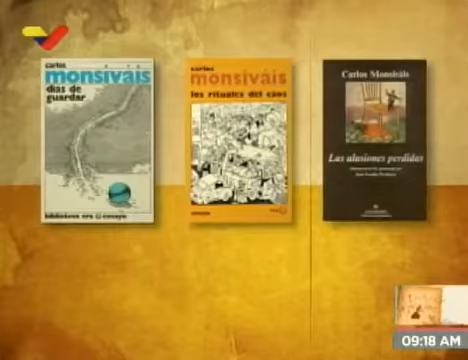 carlos
monsiváis
días de
guardar
biblioteca era ensayo
carlos
monsiváis
los rituales del caos
Carlos Monsiváis
Las alusiones perdidas
09:18 AM